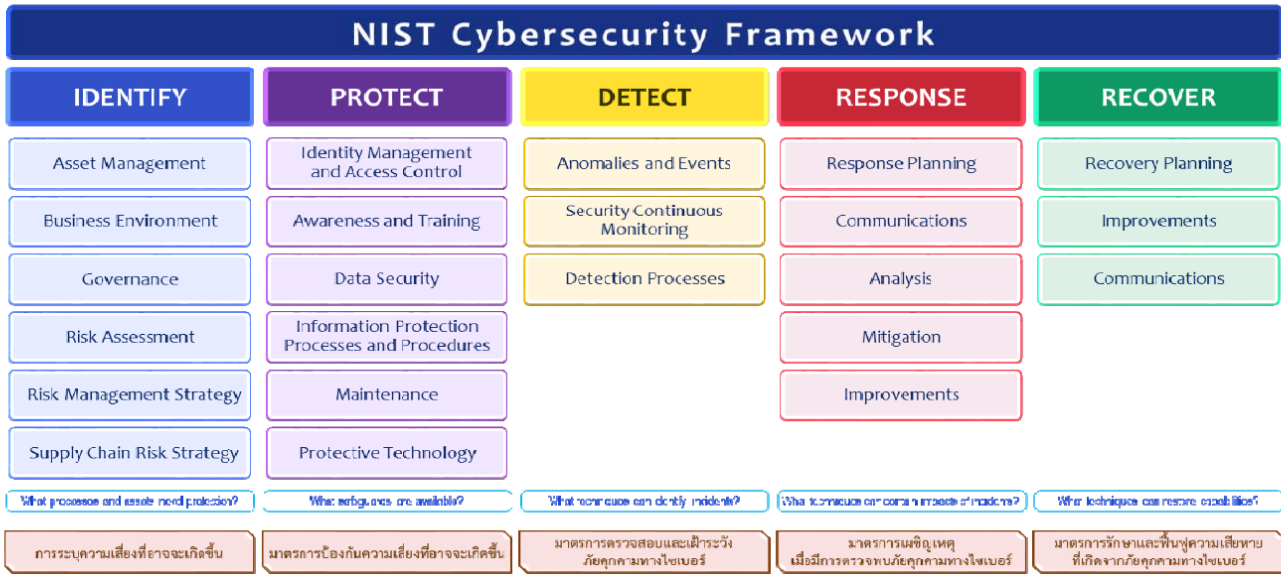 NIST Cybersecurity Framework
IDENTIFY
Asset Management
Business Environment
Governance
Risk Assessment
Risk Management Strategy
Supply Chain Risk Strategy
What processes and assets need protection?
การระบุความเสี่ยงที่อาจจะเกิดขึ้น
PROTECT
Identity Management
and Access Control
Awareness and Training
Data Security
Information Protection
Processes and Procedures
Maintenance
Protective Technology
What safeguards are available?
มาตรการป้องกันความเสี่ยงที่อาจจะเกิดขึ้น
DETECT
Anomalies and Events
Security Continuous
Monitoring
Detection Processes
What techniques can identify incidents?
มาตรการตรวจสอบและเฝ้าระวัง
ภัยคุกคามทางไซเบอร์
RESPONSE
Response Planning
Communications
Analysis
Mitigation
Improvements
What techniques can contain impacts of incidents?
มาตรการเผชิญเหตุ
เมื่อมีการตรวจพบภัยคุกคามทางไซเบอร์
RECOVER
Recovery Planning
Improvements
Communications
What techniques can restore capabilities?
มาตรการรักษาและฟื้นฟูความเสียหาย
ที่เกิดจากภัยคุกคามทางไซเบอร์